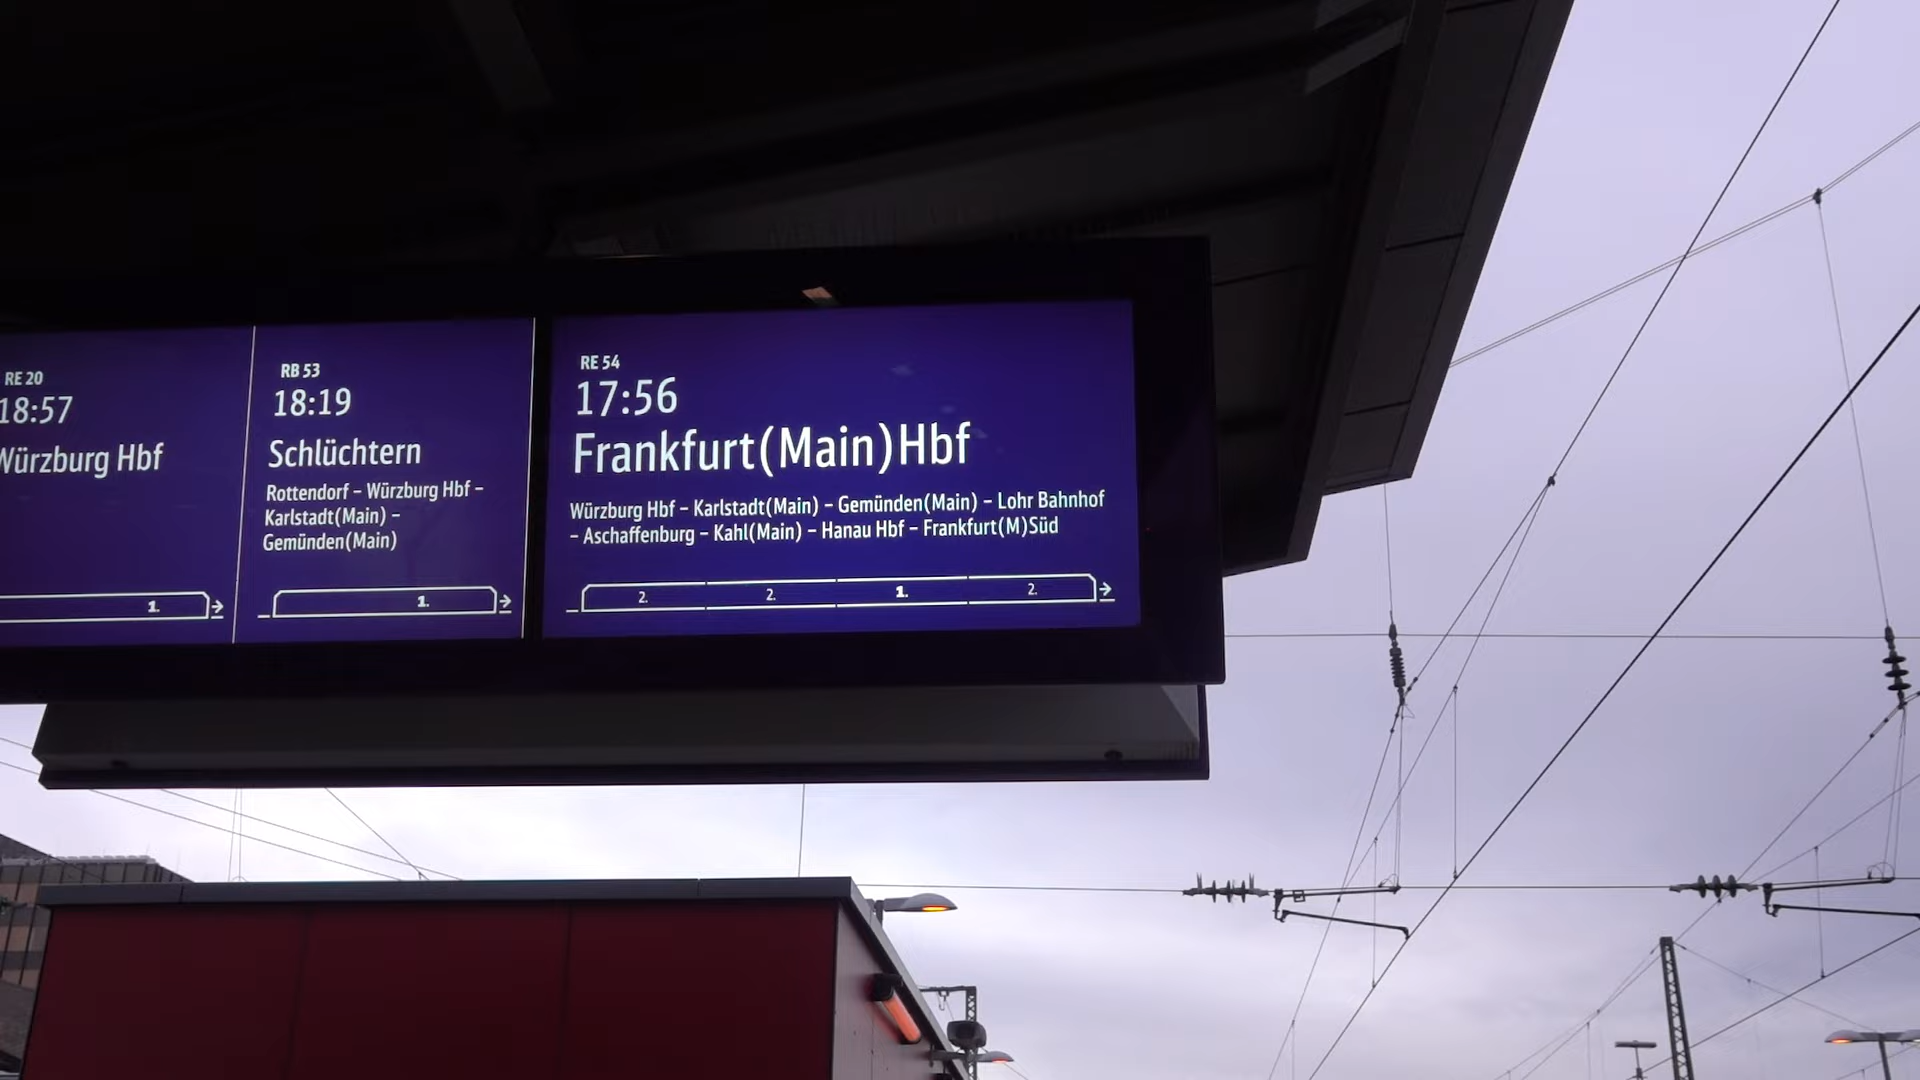 RE 20
18:57
Würzburg Hbf
1.
RB 53
18:19
Schlüchtern
Rottendorf – Würzburg Hbf –
Karlstadt(Main) –
Gemünden(Main)
1.
RE 54
17:56
Frankfurt(Main)Hbf
Würzburg Hbf – Karlstadt(Main) – Gemünden(Main) – Lohr Bahnhof
– Aschaffenburg – Kahl(Main) – Hanau Hbf – Frankfurt(M)Süd
2. 2. 1. 2.